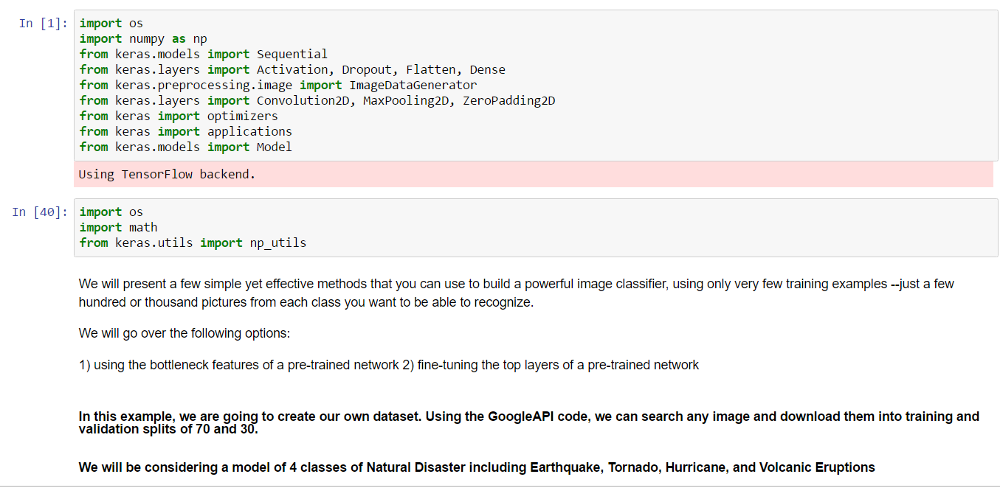 In [1]:
import os
import numpy as np
from keras.models import Sequential
from keras.layers import Activation, Dropout, Flatten, Dense
from keras.preprocessing.image import ImageDataGenerator
from keras.layers import Convolution2D, MaxPooling2D, ZeroPadding2D
from keras import optimizers
from keras import applications
from keras.models import Model
Using TensorFlow backend.
In [40]:
import os
import math
from keras.utils import np_utils
We will present a few simple yet effective methods that you can use to build a powerful image classifier, using only very few training examples --just a few
hundred or thousand pictures from each class you want to be able to recognize.
We will go over the following options:
1) using the bottleneck features of a pre-trained network 2) fine-tuning the top layers of a pre-trained network
In this example, we are going to create our own dataset. Using the GoogleAPI code, we can search any image and download them into training and
validation splits of 70 and 30.
We will be considering a model of 4 classes of Natural Disaster including Earthquake, Tornado, Hurricane, and Volcanic Eruptions